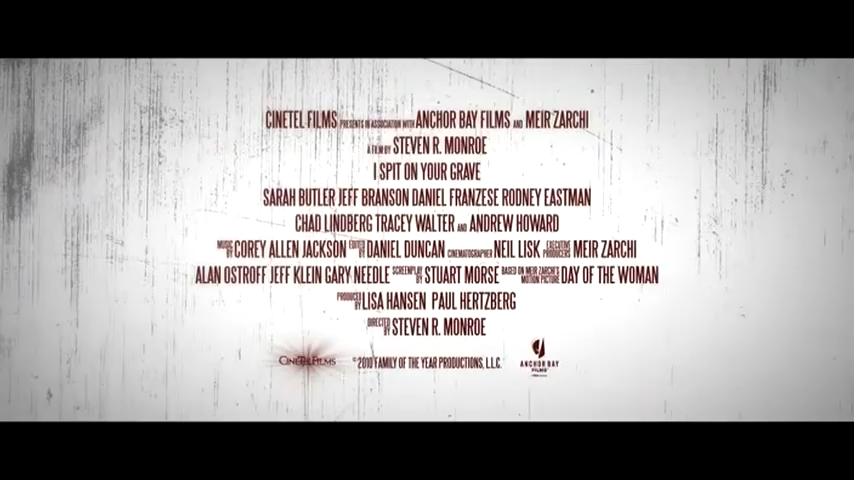 CINETEL FILMS PRESENTS IN ASSOCIATION WITH ANCHOR BAY FILMS AND MEIR ZARCHI
A FILM BY STEVEN R. MONROE
I SPIT ON YOUR GRAVE
SARAH BUTLER JEFF BRANSON DANIEL FRANZESE RODNEY EASTMAN
CHAD LINDBERG TRACEY WALTER AND ANDREW HOWARD
MUSIC BY COREY ALLEN JACKSON EDITED BY DANIEL DUNCAN CINEMATOGRAPHER NEIL LISK EXECUTIVE PRODUCERS MEIR ZARCHI
ALAN OSTROFF JEFF KLEIN GARY NEEDLE SCREENPLAY BY STUART MORSE BASED ON MEIR ZARCHI'S MOTION PICTURE DAY OF THE WOMAN
PRODUCED BY LISA HANSEN PAUL HERTZBERG
DIRECTED BY STEVEN R. MONROE
CINETEL FILMS © 2010 FAMILY OF THE YEAR PRODUCTIONS, L.L.C. ANCHOR BAY
FILMS